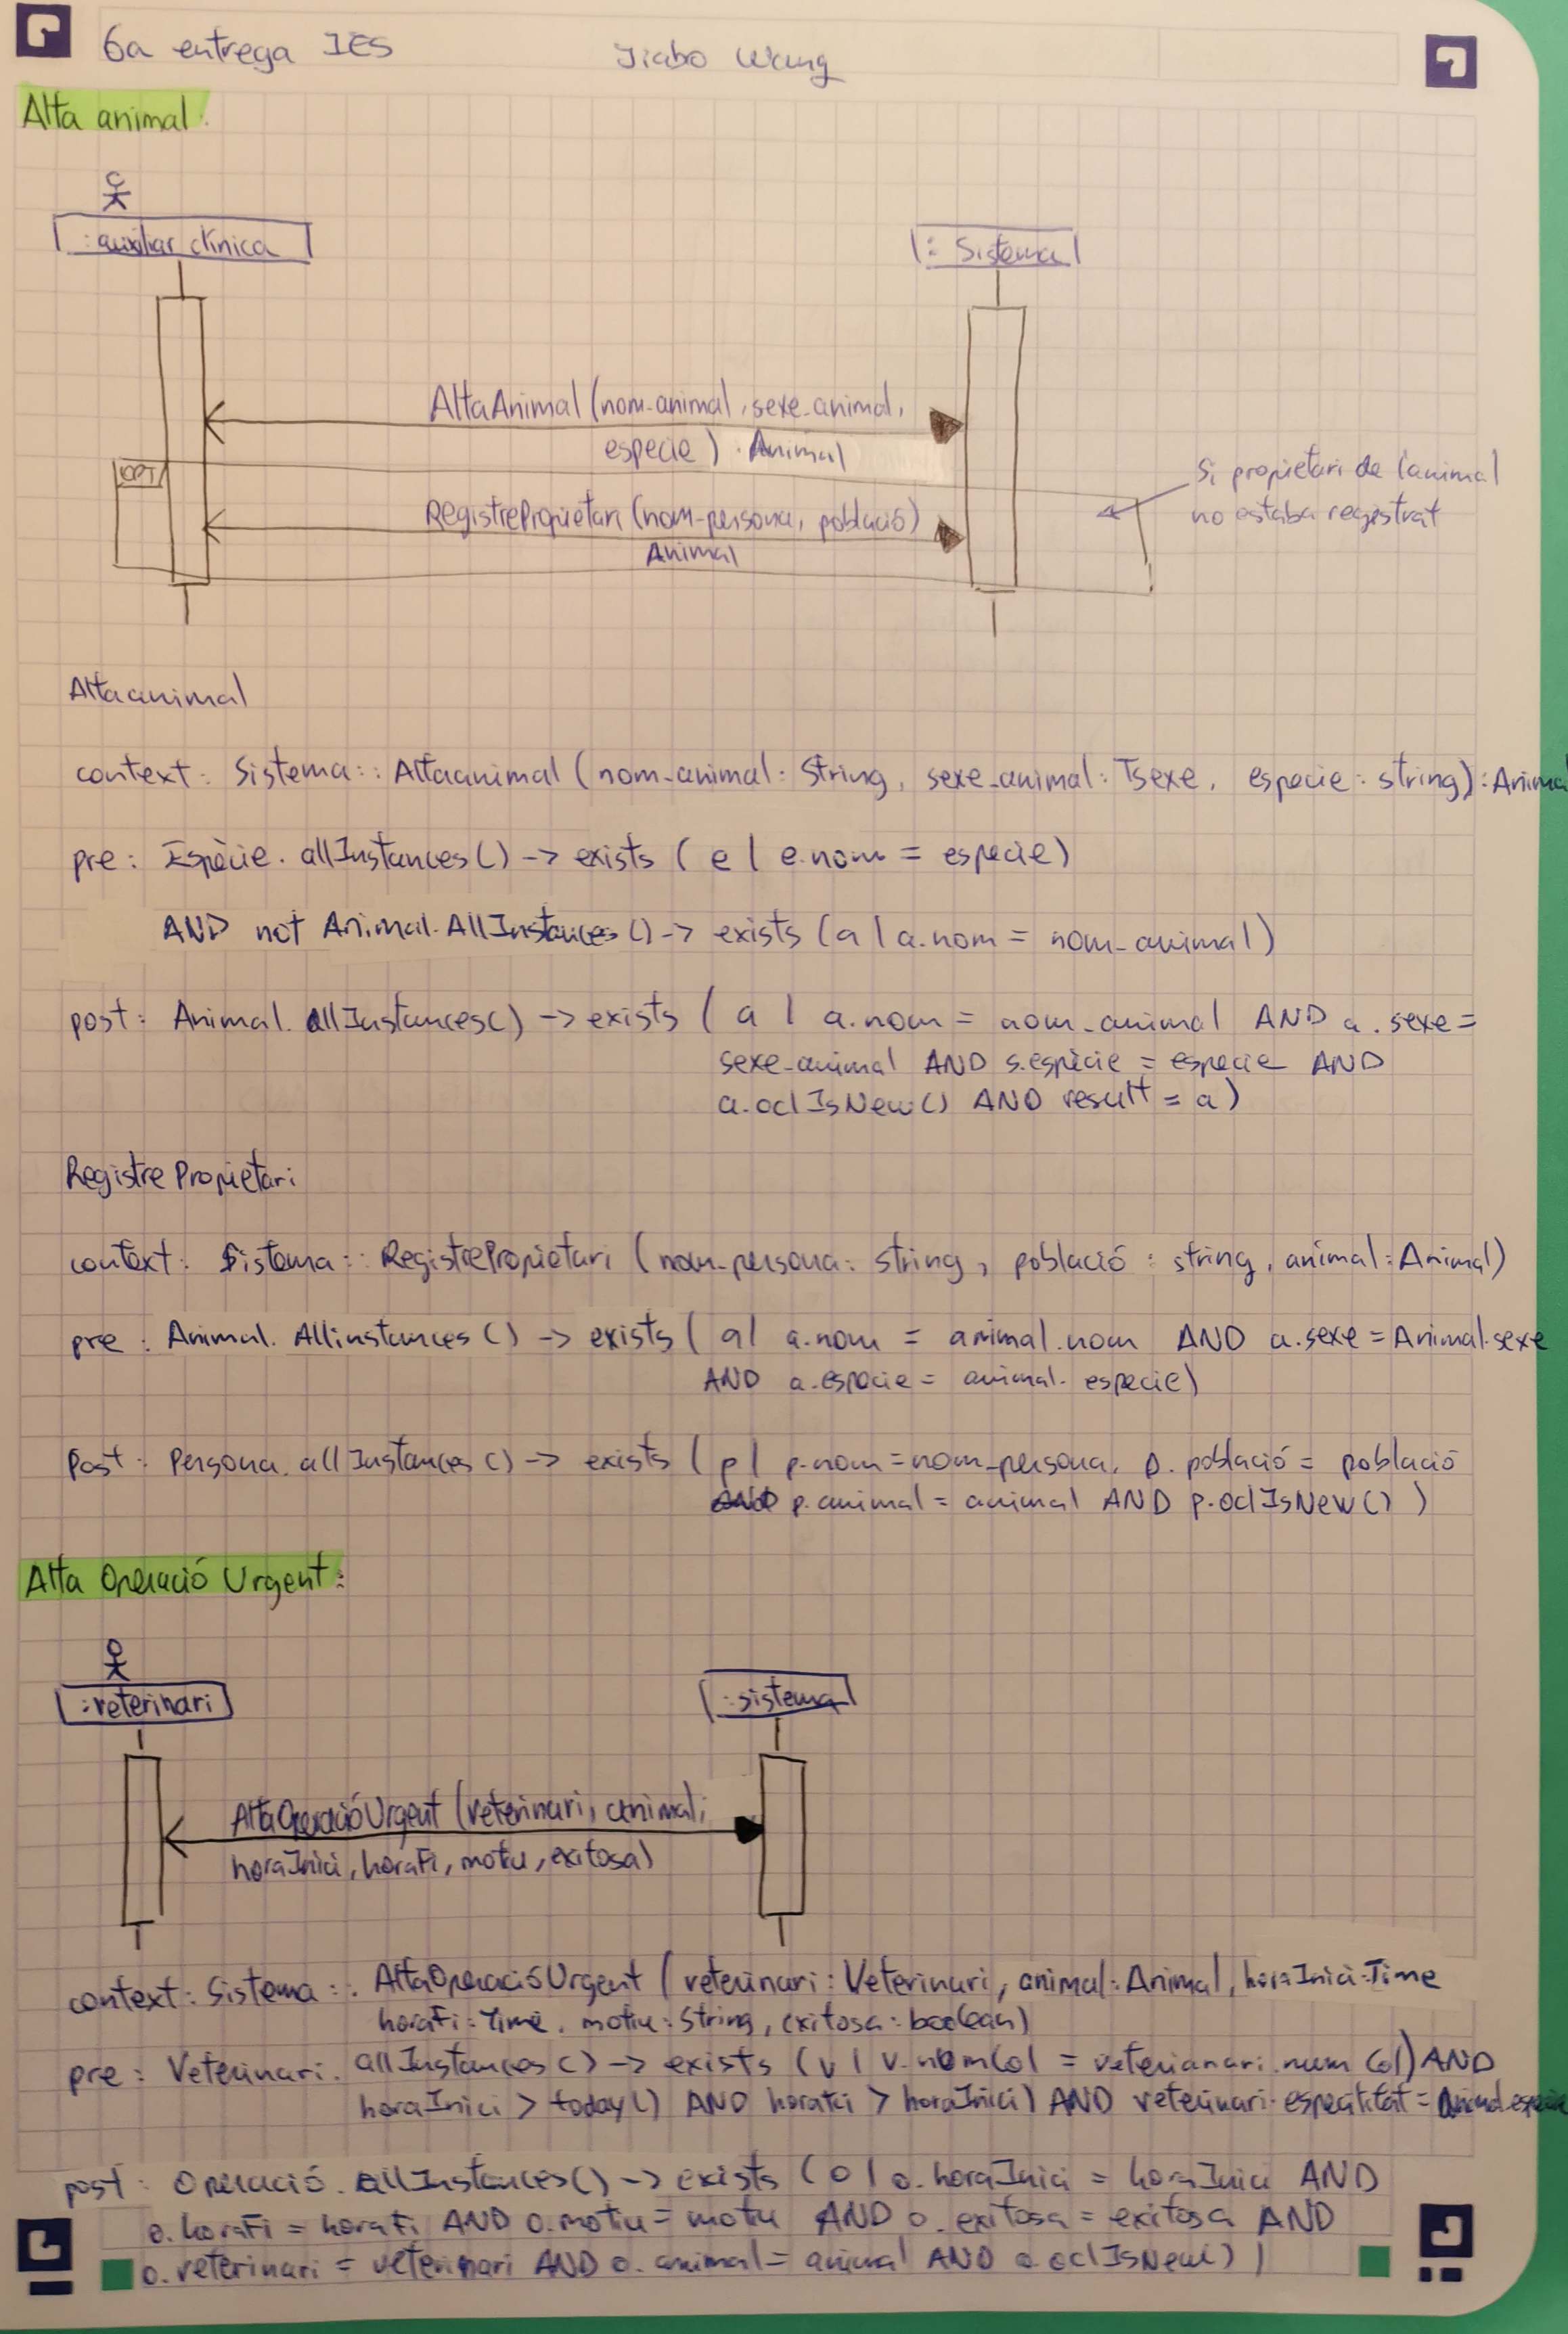 6a entrega IES
Jiabo Wang
Alta animal:
:auxiliar clínica
: Sistema
AltaAnimal (nom-animal, sexe-animal,
especie) : Animal
OPT
Si propietari de l'animal
no estaba registrat
RegistrePropietari (nom-persona, població)
Animal
Altaanimal
context: Sistema:: Altaanimal (nom-animal: String, sexe-animal: Tsexe, especie: string): Animal
pre: Espècie.allInstances() -> exists (e | e.nom = especie)
AND not Animal.AllInstances() -> exists (a | a.nom = nom-animal)
post: Animal.allInstances() -> exists (a | a.nom = nom-animal AND a.sexe =
sexe-animal AND s.espècie = especie AND
a.oclIsNew() AND result = a)
Registre Propietari
context: Sistema:: RegistrePropietari (nom-persona: string, població: string, animal: Animal)
pre: Animal.Allinstances() -> exists (a | a.nom = animal.nom AND a.sexe = Animal.sexe
AND a.especie = animal.especie)
Post: Persona.allInstances() -> exists (p | p.nom = nom-persona, p.població = població
AND p.animal = animal AND p.oclIsNew() )
Alta Operació Urgent:
:veterinari
:sistema
AltaOperacióUrgent (veterinari, animal,
horaInici, horaFi, motiu, exitosa)
context: Sistema:: AltaOperacióUrgent (veterinari: Veterinari, animal: Animal, horaInici: Time
horaFi: Time, motiu: String, exitosa: boolean)
pre: Veterinari.allInstances() -> exists (v | v.numCol = veterianari.num Col) AND
horaInici > today() AND horaFi > horaInici) AND veterinari.especilitat = Animal.especie
post: Operació.allInstances() -> exists (o | o.horaInici = horaInici AND
o.horaFi = horaFi AND o.motiu = motiu AND o.exitosa = exitosa AND
o.veterinari = veterinari AND o.animal = animal AND o.oclIsNew() )